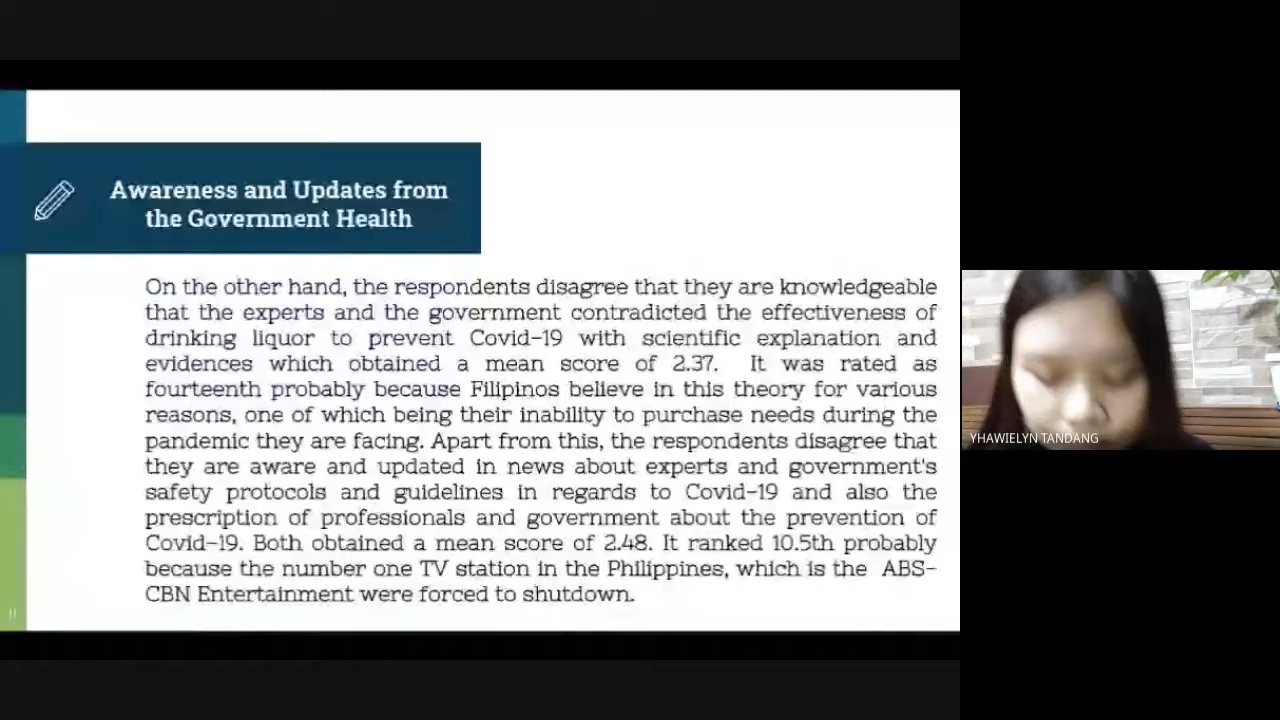 Awareness and Updates from
the Government Health
On the other hand, the respondents disagree that they are knowledgeable
that the experts and the government contradicted the effectiveness of
drinking liquor to prevent Covid-19 with scientific explanation and
evidences which obtained a mean score of 2.37. It was rated as
fourteenth probably because Filipinos believe in this theory for various
reasons, one of which being their inability to purchase needs during the
pandemic they are facing. Apart from this, the respondents disagree that
they are aware and updated in news about experts and government's
safety protocols and guidelines in regards to Covid-19 and also the
prescription of professionals and government about the prevention of
Covid-19. Both obtained a mean score of 2.48. It ranked 10.5th probably
because the number one TV station in the Philippines, which is the ABS-
CBN Entertainment were forced to shutdown.
YHAWIELYN TANDANG